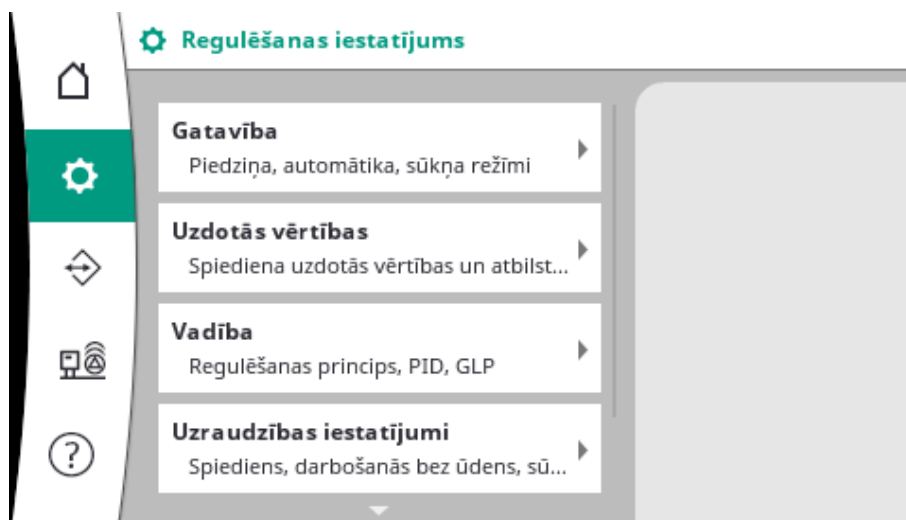 Regulēšanas iestatījums
Gatavība
Piedziņa, automātika, sūkņa režīmi
Uzdotās vērtības
Spiediena uzdotās vērtības un atbilst...
Vadība
Regulēšanas princips, PID, GLP
Uzraudzības iestatījumi
Spiediens, darbošanās bez ūdens, sū...
?